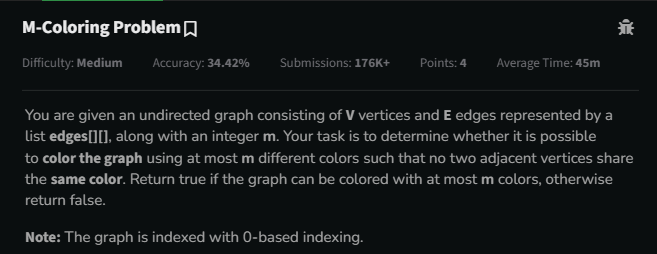 M-Coloring Problem
Difficulty: Medium Accuracy: 34.42% Submissions: 176K+ Points: 4 Average Time: 45m
You are given an undirected graph consisting of V vertices and E edges represented by a
list edges[][], along with an integer m. Your task is to determine whether it is possible
to color the graph using at most m different colors such that no two adjacent vertices share
the same color. Return true if the graph can be colored with at most m colors, otherwise
return false.
Note: The graph is indexed with 0-based indexing.